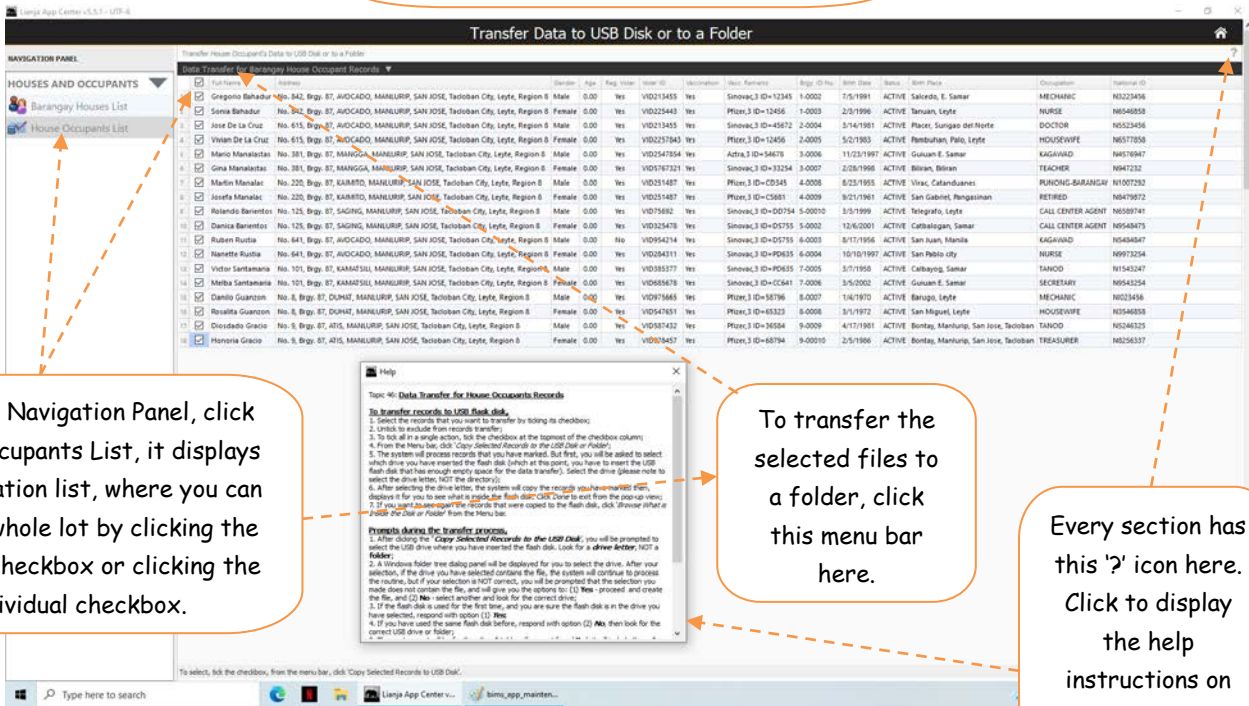 Lianja App Center v5.5.1 - UTF-8
Transfer Data to USB Disk or to a Folder
NAVIGATION PANEL
Transfer House Occupant's Data to USB Disk or to a Folder
?
Data Transfer for Barangay House Occupant Records
HOUSES AND OCCUPANTS
Barangay Houses List
House Occupants List
Full Name Address Gender Age Reg. Voter Voter ID Vaccination Vacc. Remarks Brgy. ID No. Birth Date Status Birth Place Occupation National ID
Gregorio Bahadur No. 842, Brgy. 87, AVOCADO, MANLURIP, SAN JOSE, Tacloban City, Leyte, Region 8 Male 0.00 Yes VID213455 Yes Sinovac,3 ID=12345 1-0002 7/5/1991 ACTIVE Salcedo, E. Samar MECHANIC N3223456
Sonia Bahadur No. 842, Brgy. 87, AVOCADO, MANLURIP, SAN JOSE, Tacloban City, Leyte, Region 8 Female 0.00 Yes VID225443 Yes Pfizer,3 ID=12456 1-0003 2/3/1996 ACTIVE Tanuan, Leyte NURSE N6546858
Jose De La Cruz No. 615, Brgy. 87, AVOCADO, MANLURIP, SAN JOSE, Tacloban City, Leyte, Region 8 Male 0.00 Yes VID213455 Yes Sinovac,3 ID=45672 2-0004 3/14/1981 ACTIVE Placer, Surigao del Norte DOCTOR N5523456
Vivian De La Cruz No. 615, Brgy. 87, AVOCADO, MANLURIP, SAN JOSE, Tacloban City, Leyte, Region 8 Female 0.00 Yes VID2257843 Yes Pfizer,3 ID=12456 2-0005 5/2/1983 ACTIVE Pambuhan, Palo, Leyte HOUSEWIFE N6577858
Mario Manalastas No. 381, Brgy. 87, MANGGA, MANLURIP, SAN JOSE, Tacloban City, Leyte, Region 8 Male 0.00 Yes VID2547854 Yes Aztra,3 ID=54678 3-0006 11/23/1997 ACTIVE Guiuan E. Samar KAGAWAD N4576947
Gina Manalastas No. 381, Brgy. 87, MANGGA, MANLURIP, SAN JOSE, Tacloban City, Leyte, Region 8 Female 0.00 Yes VID5767321 Yes Sinovac,3 ID=33254 3-0007 2/28/1998 ACTIVE Biliran, Biliran TEACHER N947232
Martin Manalac No. 220, Brgy. 87, KAIMITO, MANLURIP, SAN JOSE, Tacloban City, Leyte, Region 8 Male 0.00 Yes VID251487 Yes Pfizer,3 ID=CD345 4-0008 8/23/1955 ACTIVE Virac, Catanduanes PUNONG-BARANGAY N1007292
Josefa Manalac No. 220, Brgy. 87, KAIMITO, MANLURIP, SAN JOSE, Tacloban City, Leyte, Region 8 Female 0.00 Yes VID251487 Yes Pfizer,3 ID=C5681 4-0009 9/21/1961 ACTIVE San Gabriel, Pangasinan RETIRED N8479872
Rolando Barientos No. 125, Brgy. 87, SAGING, MANLURIP, SAN JOSE, Tacloban City, Leyte, Region 8 Male 0.00 Yes VID75692 Yes Sinovac,3 ID=DD754 5-00010 3/3/1999 ACTIVE Telegrafo, Leyte CALL CENTER AGENT N6589741
Danica Barientos No. 125, Brgy. 87, SAGING, MANLURIP, SAN JOSE, Tacloban City, Leyte, Region 8 Female 0.00 Yes VID325478 Yes Sinovac,3 ID=DS755 5-0002 12/6/2001 ACTIVE Catbalogan, Samar CALL CENTER AGENT N9548475
Ruben Rustia No. 641, Brgy. 87, AVOCADO, MANLURIP, SAN JOSE, Tacloban City, Leyte, Region 8 Male 0.00 No VID954214 Yes Sinovac,3 ID=DS755 6-0003 8/17/1956 ACTIVE San Juan, Manila KAGAWAD N5484847
Nanette Rustia No. 641, Brgy. 87, AVOCADO, MANLURIP, SAN JOSE, Tacloban City, Leyte, Region 8 Female 0.00 Yes VID284311 Yes Sinovac,3 ID=PD635 6-0004 10/10/1997 ACTIVE San Pablo city NURSE N9973254
Victor Santamaria No. 101, Brgy. 87, KAMATSILI, MANLURIP, SAN JOSE, Tacloban City, Leyte, Region 8 Male 0.00 Yes VID385377 Yes Sinovac,3 ID=PD635 7-0005 3/7/1958 ACTIVE Calbayog, Samar TANOD N1543247
Melba Santamaria No. 101, Brgy. 87, KAMATSILI, MANLURIP, SAN JOSE, Tacloban City, Leyte, Region 8 Female 0.00 Yes VID685678 Yes Sinovac,3 ID=CC641 7-0006 3/5/2002 ACTIVE Guiuan E. Samar SECRETARY N9543254
Danilo Guanzon No. 8, Brgy. 87, DUHAT, MANLURIP, SAN JOSE, Tacloban City, Leyte, Region 8 Male 0.00 Yes VID975665 Yes Pfizer,3 ID=58796 8-0007 1/4/1970 ACTIVE Barugo, Leyte MECHANIC N1023456
Rosalita Guanzon No. 8, Brgy. 87, DUHAT, MANLURIP, SAN JOSE, Tacloban City, Leyte, Region 8 Female 0.00 Yes VID547651 Yes Pfizer,3 ID=65323 8-0008 3/1/1972 ACTIVE San Miguel, Leyte HOUSEWIFE N3546858
Diosdado Gracio No. 9, Brgy. 87, ATIS, MANLURIP, SAN JOSE, Tacloban City, Leyte, Region 8 Male 0.00 Yes VID587432 Yes Pfizer,3 ID=36584 9-0009 4/17/1981 ACTIVE Bontay, Manlurip, San Jose, Tacloban TANOD N5246325
Honoria Gracio No. 9, Brgy. 87, ATIS, MANLURIP, SAN JOSE, Tacloban City, Leyte, Region 8 Female 0.00 Yes VID978457 Yes Pfizer,3 ID=68794 9-00010 2/5/1986 ACTIVE Bontay, Manlurip, San Jose, Tacloban TREASURER N8256337
Navigation Panel, click
cupants List, it displays
ation list, where you can
whole lot by clicking the
heckbox or clicking the
ividual checkbox.
Help
Topic 46: Data Transfer for House Occupants Records
To transfer records to USB flask disk,
1. Select the records that you want to transfer by ticking its checkbox;
2. Untick to exclude from records transfer;
3. To tick all in a single action, tick the checkbox at the topmost of the checkbox column;
4. From the Menu bar, click 'Copy Selected Records to the USB Disk or Folder';
5. The system will process records that you have marked. But first, you will be asked to select
which drive you have inserted the flash disk (which at this point, you have to insert the USB
flash disk that has enough empty space for the data transfer). Select the drive (please note to
select the drive letter, NOT the directory);
6. After selecting the drive letter, the system will copy the records you have marked then
displays it for you to see what is inside the flash disk. Click Done to exit from the pop-up view;
7. If you want to see again the records that were copied to the flash disk, click 'Browse What is
Inside the Disk or Folder' from the Menu bar.
Prompts during the transfer process,
1. After clicking the 'Copy Selected Records to the USB Disk', you will be prompted to
select the USB drive where you have inserted the flash disk. Look for a drive letter, NOT a
folder;
2. A Windows folder tree dialog panel will be displayed for you to select the drive. After your
selection, if the drive you have selected contains the file, the system will continue to process
the routine, but if your selection is NOT correct, you will be prompted that the selection you
made does not contain the file, and will give you the options to: (1) Yes - proceed and create
the file, and (2) No - select another and look for the correct drive;
3. If the flash disk is used for the first time, and you are sure the flash disk is in the drive you
have selected, respond with option (1) Yes;
4. If you have used the same flash disk before, respond with option (2) No, then look for the
correct USB drive or folder;
To transfer the
selected files to
a folder, click
this menu bar
here.
Every section has
this '?' icon here.
Click to display
the help
instructions on
To select, tick the checkbox, from the menu bar, click 'Copy Selected Records to USB Disk'.
Type here to search
Lianja App Center v...
bims_app_mainten...